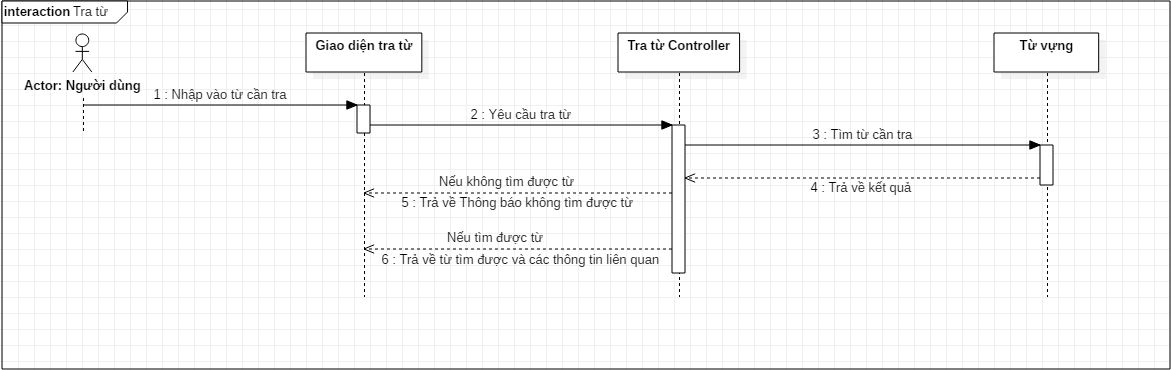 interaction Tra từ
Giao diện tra từ
Tra từ Controller
Từ vựng
Actor: Người dùng
1 : Nhập vào từ cần tra
2 : Yêu cầu tra từ
3 : Tìm từ cần tra
4 : Trả về kết quả
Nếu không tìm được từ
5 : Trả về Thông báo không tìm được từ
Nếu tìm được từ
6 : Trả về từ tìm được và các thông tin liên quan